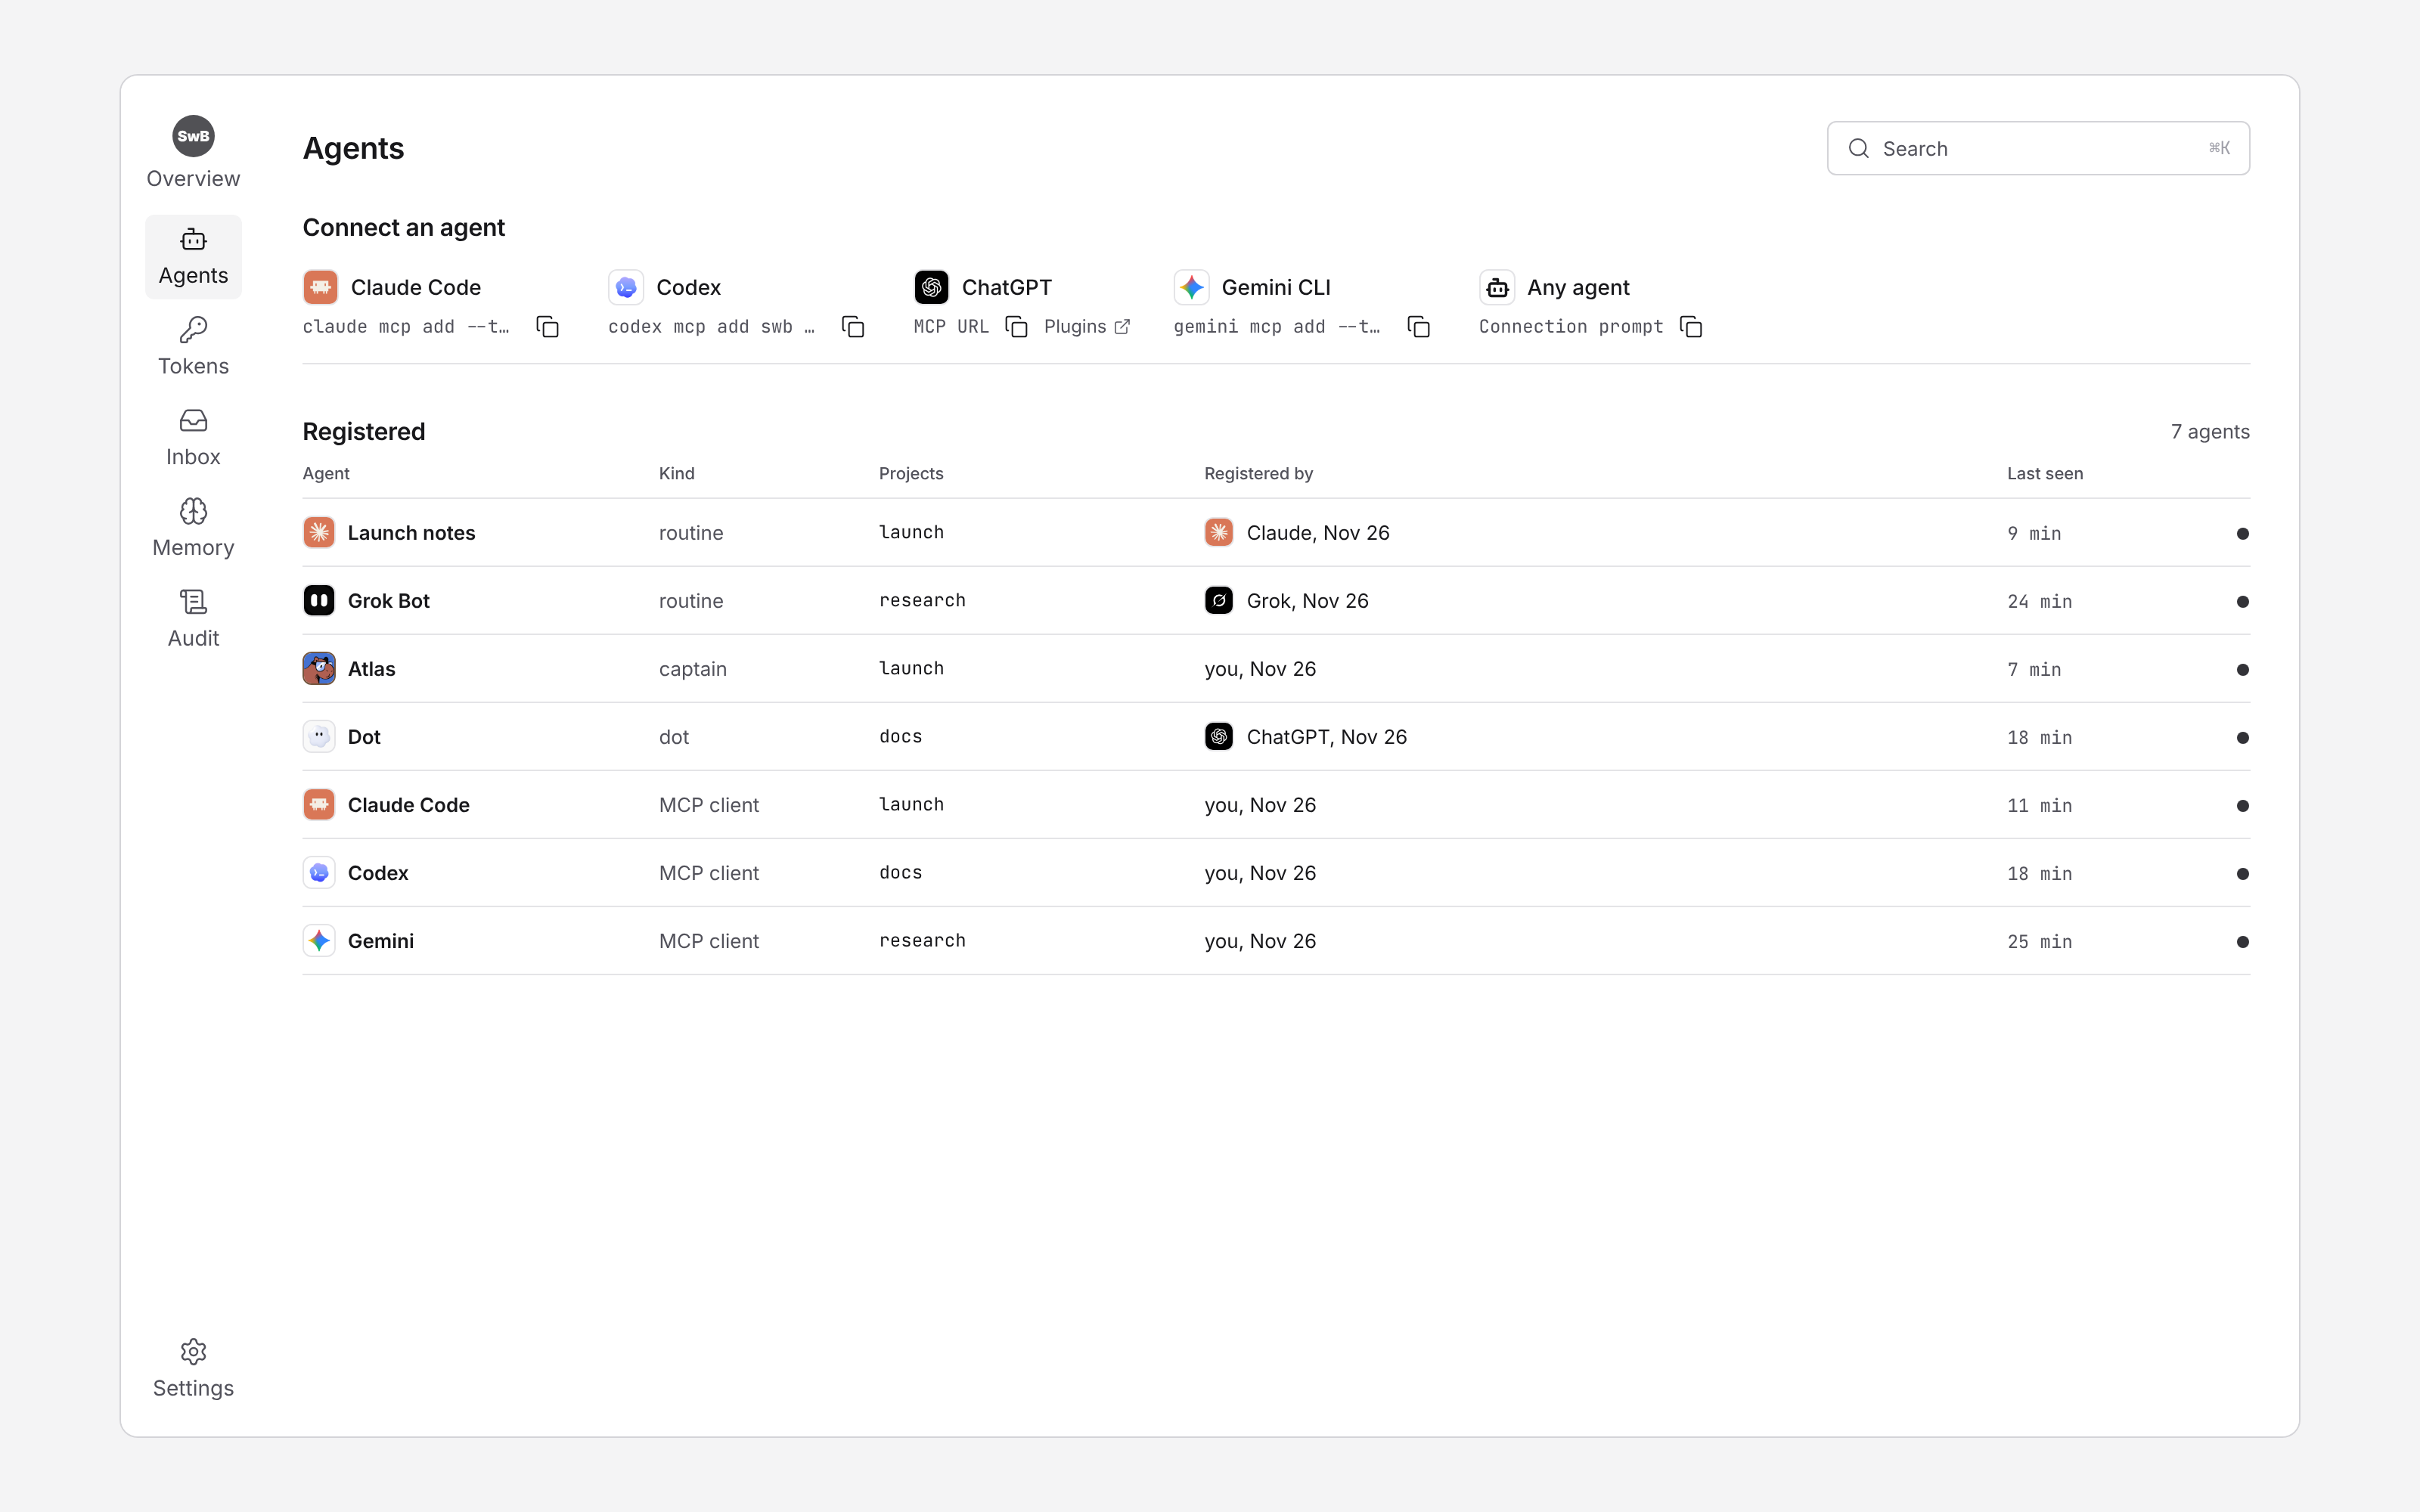 SwB
Overview
Agents
Tokens
Inbox
Memory
Audit
Settings
Agents
Search ⌘K
Connect an agent
Claude Code
claude mcp add --t…
Codex
codex mcp add swb …
ChatGPT
MCP URL Plugins
Gemini CLI
gemini mcp add --t…
Any agent
Connection prompt
Registered 7 agents
Agent Kind Projects Registered by Last seen
Launch notes routine launch Claude, Nov 26 9 min
Grok Bot routine research Grok, Nov 26 24 min
Atlas captain launch you, Nov 26 7 min
Dot dot docs ChatGPT, Nov 26 18 min
Claude Code MCP client launch you, Nov 26 11 min
Codex MCP client docs you, Nov 26 18 min
Gemini MCP client research you, Nov 26 25 min